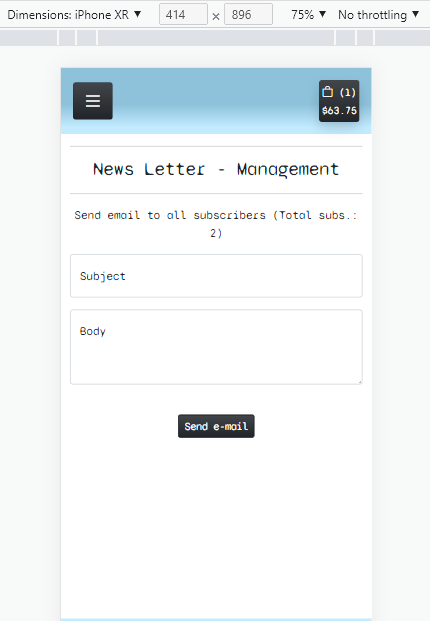 Dimensions: iPhone XR ▼ 414 × 896 75% ▼ No throttling ▼
(1)
$63.75
News Letter - Management
Send email to all subscribers (Total subs.:
2)
Subject
Body
Send e-mail